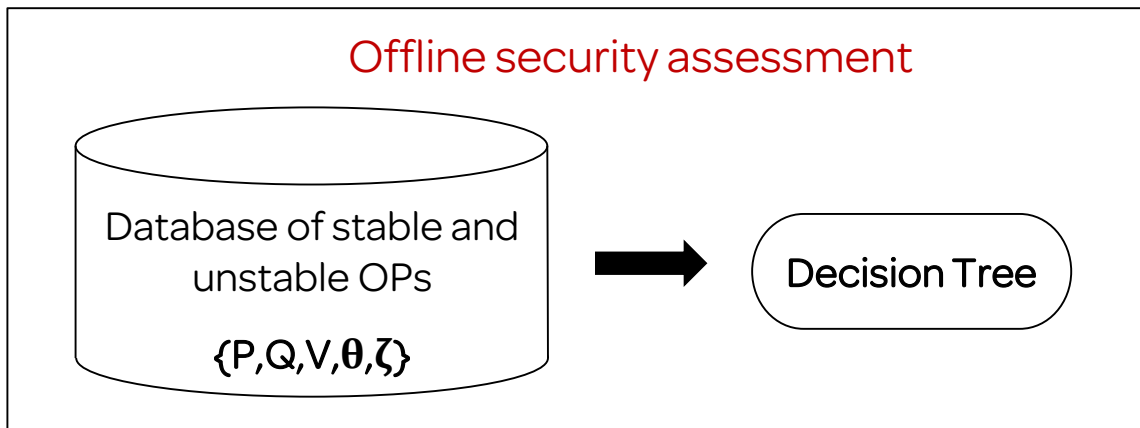 Offline security assessment
Database of stable and
unstable OPs
{P,Q,V,θ,ζ}
Decision Tree